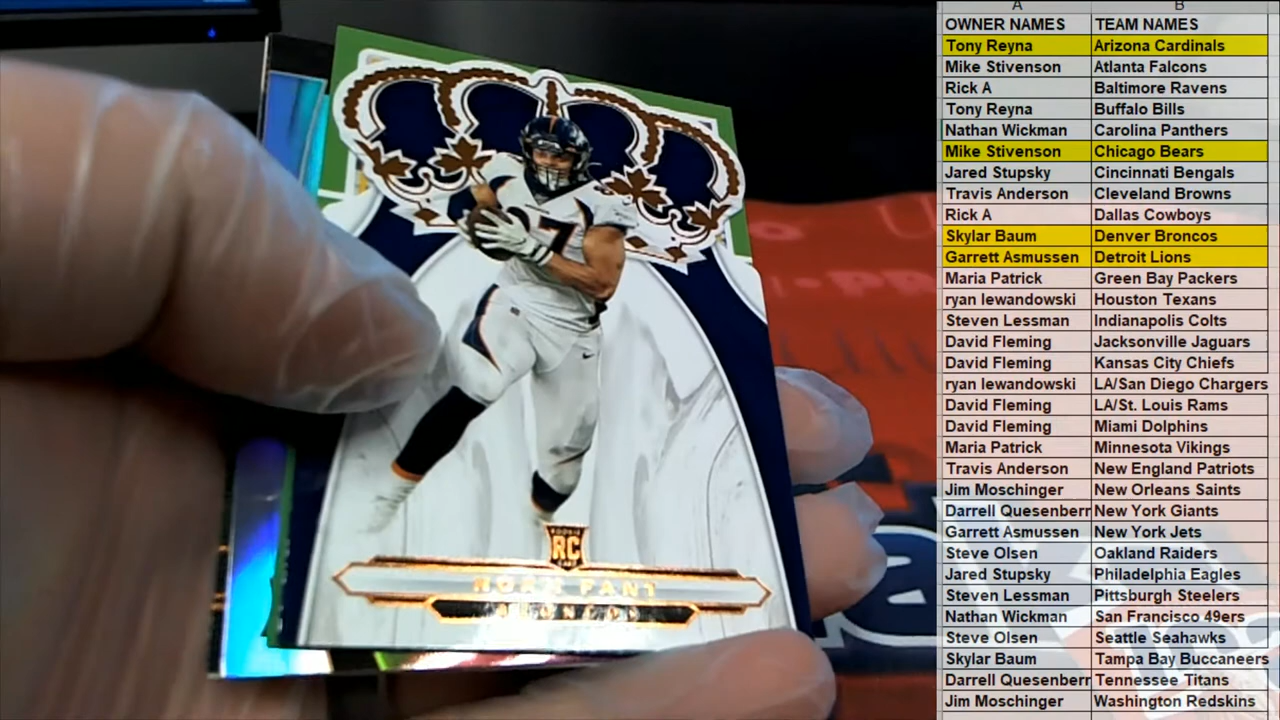 A B
OWNER NAMES TEAM NAMES
Tony Reyna Arizona Cardinals
Mike Stivenson Atlanta Falcons
Rick A Baltimore Ravens
Tony Reyna Buffalo Bills
Nathan Wickman Carolina Panthers
Mike Stivenson Chicago Bears
Jared Stupsky Cincinnati Bengals
Travis Anderson Cleveland Browns
Rick A Dallas Cowboys
Skylar Baum Denver Broncos
Garrett Asmussen Detroit Lions
Maria Patrick Green Bay Packers
ryan lewandowski Houston Texans
Steven Lessman Indianapolis Colts
David Fleming Jacksonville Jaguars
David Fleming Kansas City Chiefs
ryan lewandowski LA/San Diego Chargers
David Fleming LA/St. Louis Rams
David Fleming Miami Dolphins
Maria Patrick Minnesota Vikings
Travis Anderson New England Patriots
Jim Moschinger New Orleans Saints
Darrell Quesenberr New York Giants
Garrett Asmussen New York Jets
Steve Olsen Oakland Raiders
Jared Stupsky Philadelphia Eagles
Steven Lessman Pittsburgh Steelers
Nathan Wickman San Francisco 49ers
Steve Olsen Seattle Seahawks
Skylar Baum Tampa Bay Buccaneers
Darrell Quesenberr Tennessee Titans
Jim Moschinger Washington Redskins
RC
NOAH FANT
BRONCOS